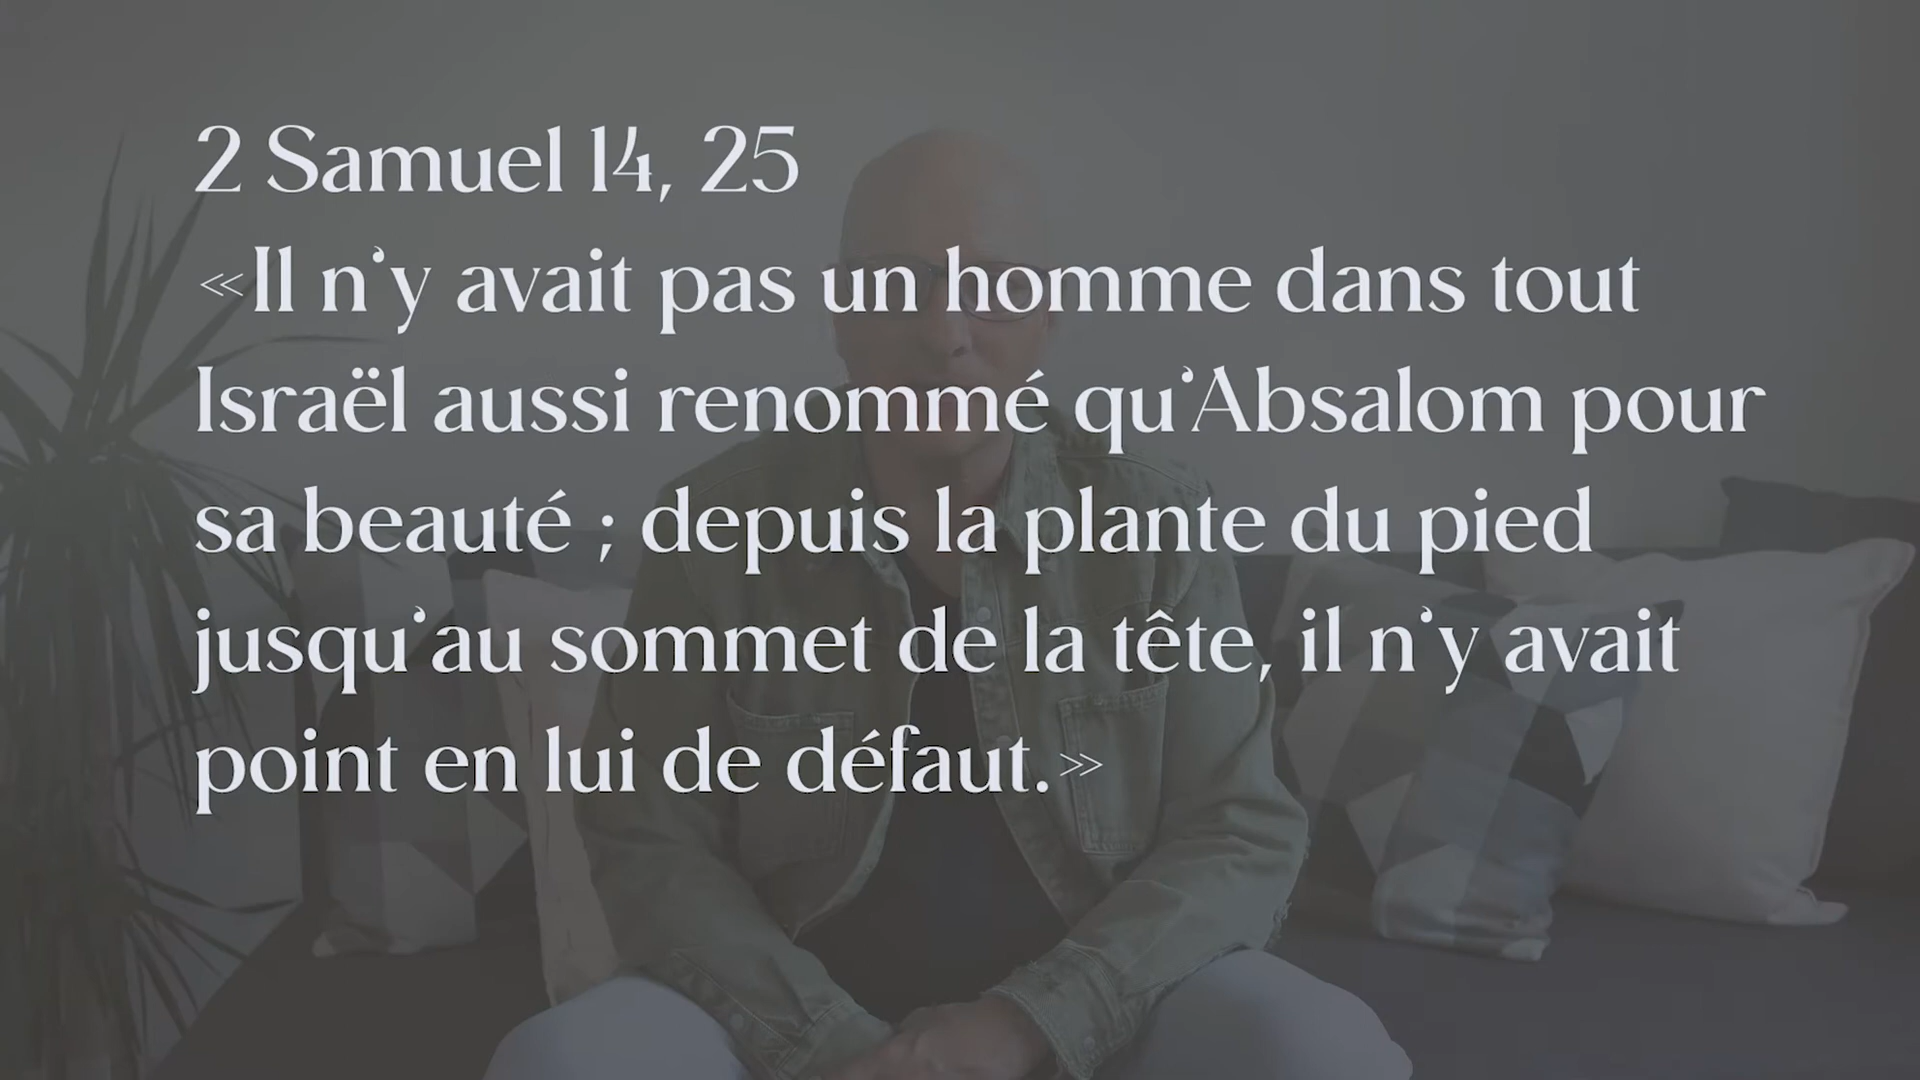 2 Samuel 14, 25
«Il n'y avait pas un homme dans tout
Israël aussi renommé qu'Absalom pour
sa beauté ; depuis la plante du pied
jusqu'au sommet de la tête, il n'y avait
point en lui de défaut.»